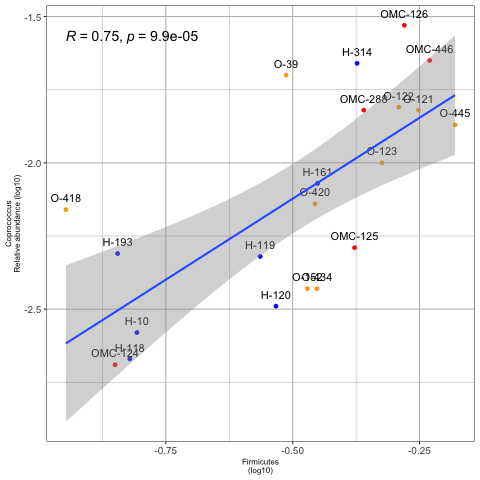 R = 0.75, p = 9.9e-05
OMC-126
OMC-446
H-314
O-39
OMC-288
O-122
O-121
O-445
O-123
H-161
O-420
O-418
OMC-125
H-193
H-119
O-152
H-120
H-10
H-118
OMC-124
-1.5
-2.0
-2.5
Coprococcus
Relative abundance (log10)
-0.75 -0.50 -0.25
Firmicutes
(log10)